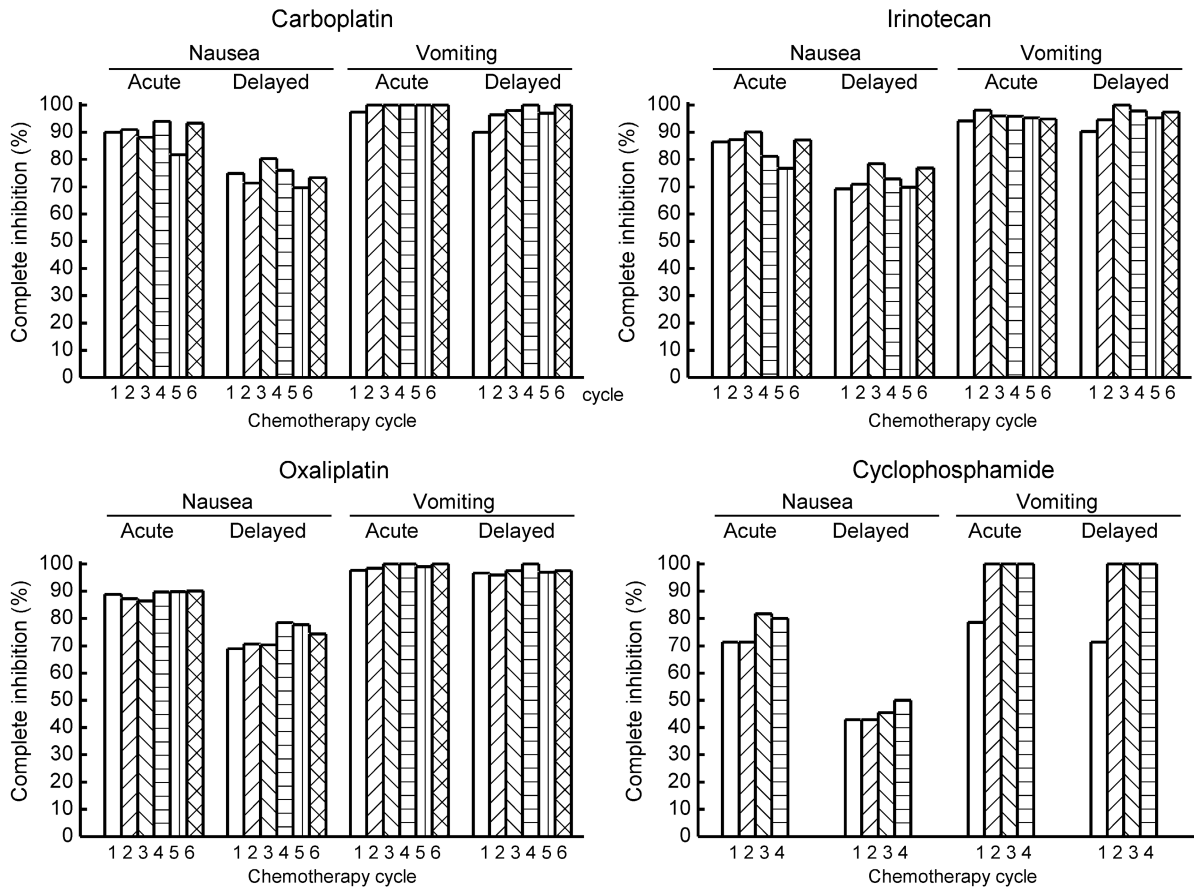 Carboplatin
Nausea Vomiting
Acute Delayed Acute Delayed
Complete inhibition (%)
100
90
80
70
60
50
40
30
20
10
0
1 2 3 4 5 6 1 2 3 4 5 6 1 2 3 4 5 6 1 2 3 4 5 6 cycle
Chemotherapy cycle
Irinotecan
Nausea Vomiting
Acute Delayed Acute Delayed
Complete inhibition (%)
100
90
80
70
60
50
40
30
20
10
0
1 2 3 4 5 6 1 2 3 4 5 6 1 2 3 4 5 6 1 2 3 4 5 6
Chemotherapy cycle
Oxaliplatin
Nausea Vomiting
Acute Delayed Acute Delayed
Complete inhibition (%)
100
90
80
70
60
50
40
30
20
10
0
1 2 3 4 5 6 1 2 3 4 5 6 1 2 3 4 5 6 1 2 3 4 5 6
Chemotherapy cycle
Cyclophosphamide
Nausea Vomiting
Acute Delayed Acute Delayed
Complete inhibition (%)
100
90
80
70
60
50
40
30
20
10
0
1 2 3 4 1 2 3 4 1 2 3 4 1 2 3 4
Chemotherapy cycle